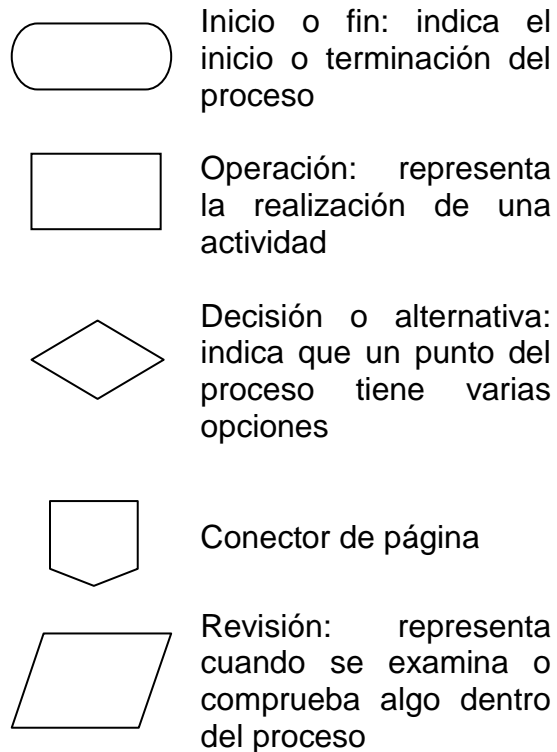 Inicio o fin: indica el
inicio o terminación del
proceso
Operación: representa
la realización de una
actividad
Decisión o alternativa:
indica que un punto del
proceso tiene varias
opciones
Conector de página
Revisión: representa
cuando se examina o
comprueba algo dentro
del proceso